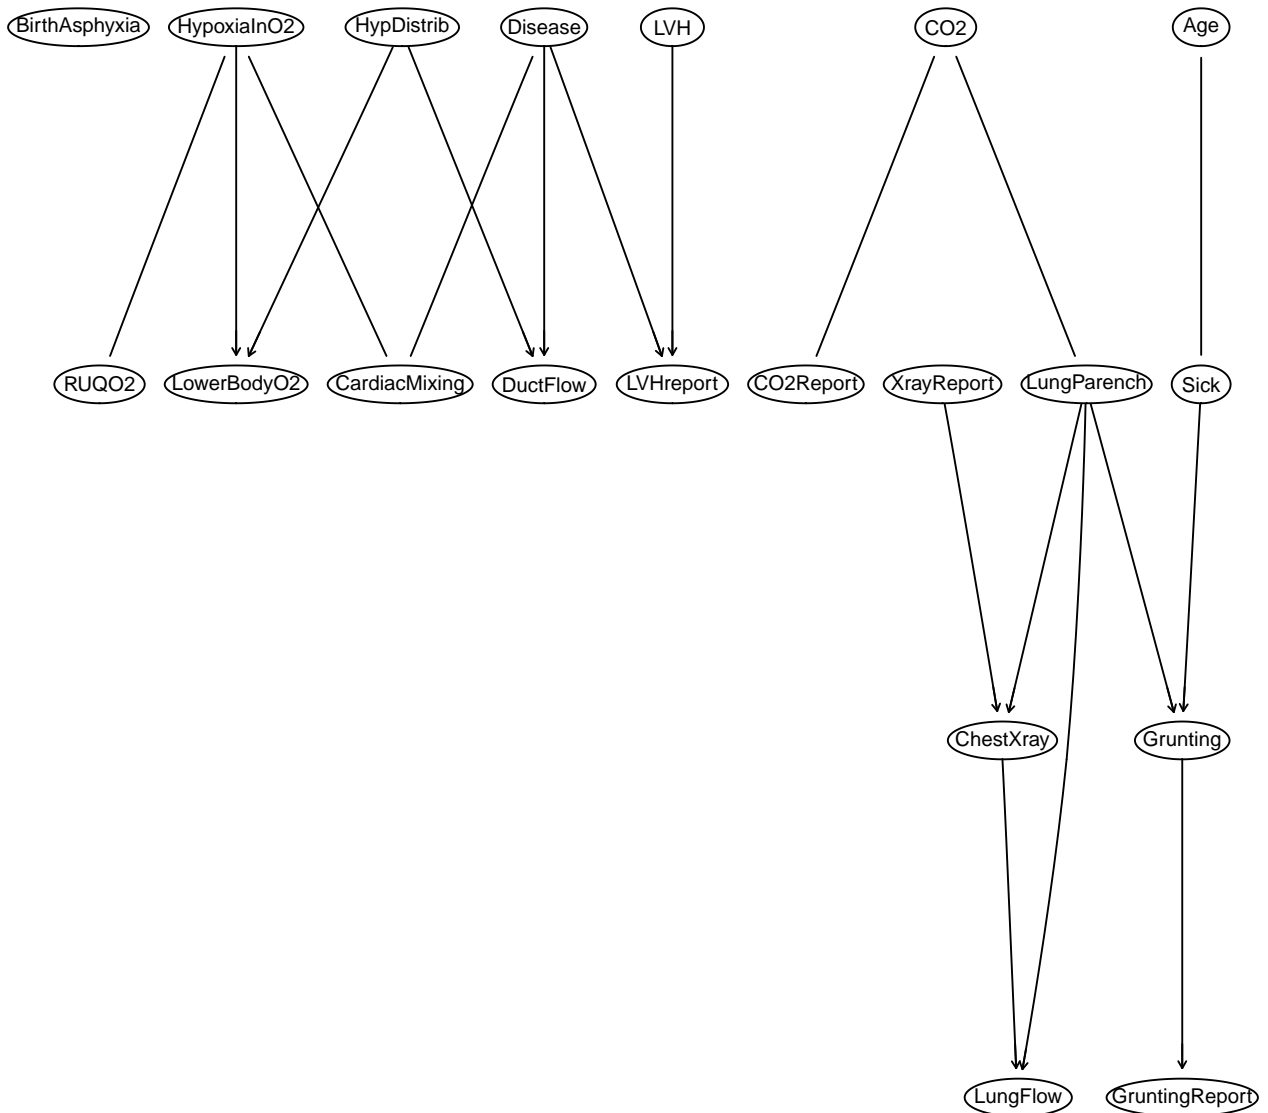 BirthAsphyxia HypoxiaInO2 HypDistrib Disease LVH CO2 Age
RUQO2 LowerBodyO2 CardiacMixing DuctFlow LVHreport CO2Report XrayReport LungParench Sick
ChestXray Grunting
LungFlow GruntingReport